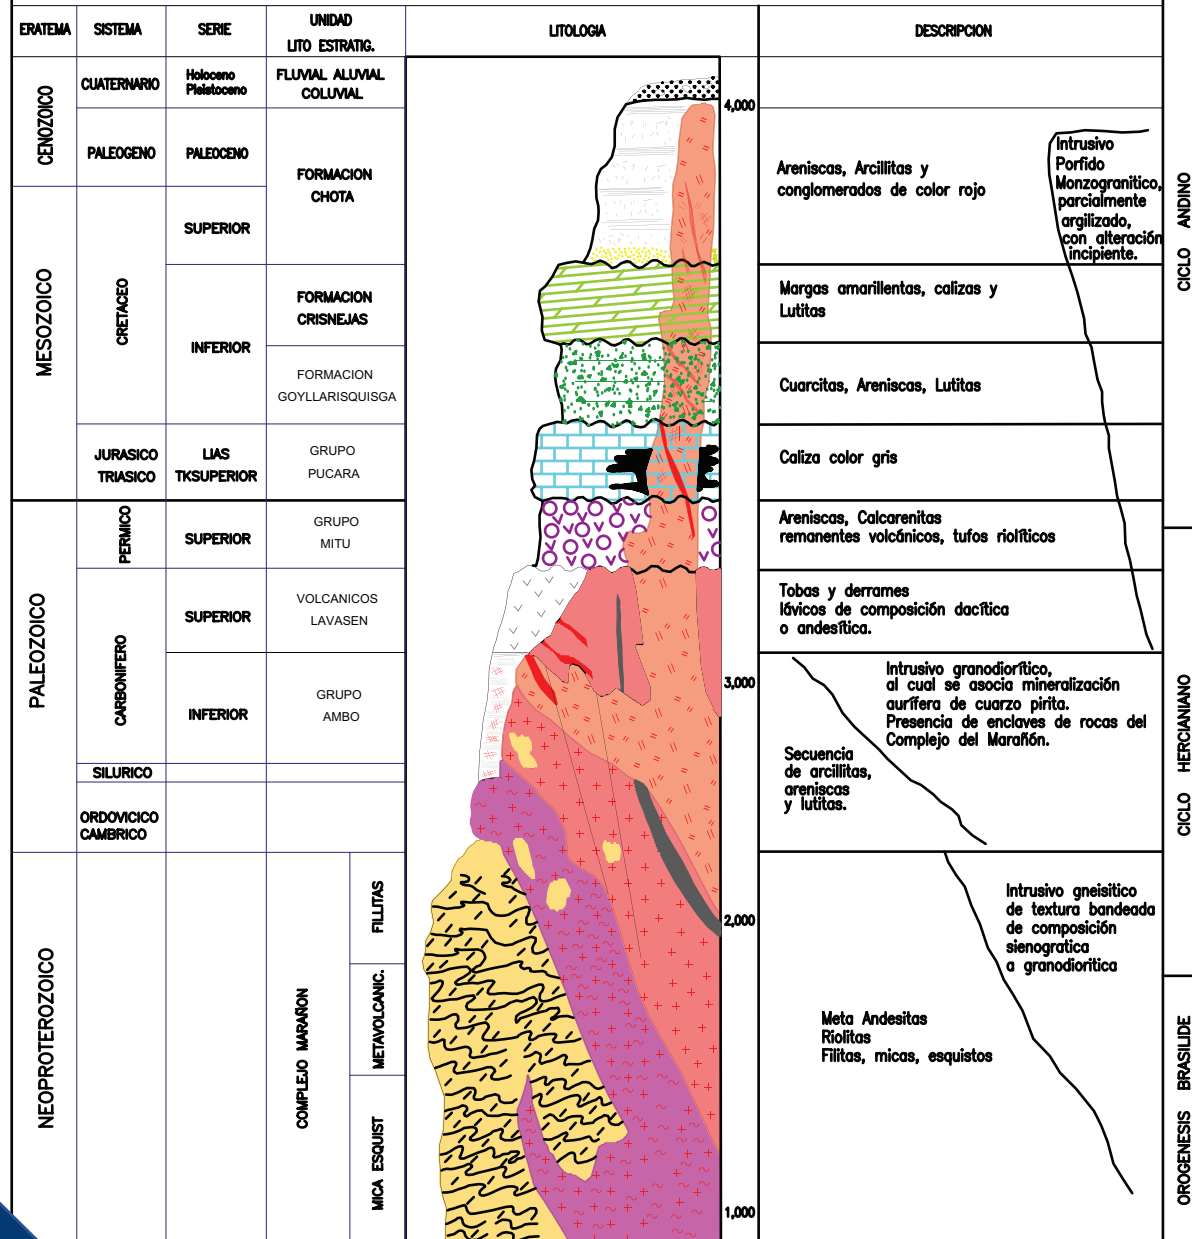 ERATEMA
SISTEMA
SERIE
UNIDAD
LITO ESTRATIG.
LITOLOGIA
DESCRIPCION
CENOZOICO
CUATERNARIO
Holoceno
Pleistoceno
FLUVIAL ALUVIAL
COLUVIAL
4,000
PALEOGENO
PALEOCENO
FORMACION
CHOTA
Areniscas, Arcillitas y
conglomerados de color rojo
Intrusivo
Porfido
Monzogranitico,
parcialmente
argilizado,
con alteración
incipiente.
CICLO ANDINO
MESOZOICO
CRETACEO
SUPERIOR
INFERIOR
FORMACION
CRISNEJAS
Margas amarillentas, calizas y
Lutitas
FORMACION
GOYLLARISQUISGA
Cuarcitas, Areniscas, Lutitas
JURASICO
TRIASICO
LIAS
TKSUPERIOR
GRUPO
PUCARA
Caliza color gris
PALEOZOICO
PERMICO
SUPERIOR
GRUPO
MITU
Areniscas, Calcarenitas
remanentes volcánicos, tufos riolíticos
CARBONIFERO
SUPERIOR
VOLCANICOS
LAVASEN
Tobas y derrames
lávicos de composición dacítica
o andesítica.
3,000
INFERIOR
GRUPO
AMBO
Intrusivo granodiorítico,
al cual se asocia mineralización
aurífera de cuarzo pirita.
Presencia de enclaves de rocas del
Complejo del Marañón.
Secuencia
de arcillitas,
areniscas
y lutitas.
CICLO HERCIANIANO
SILURICO
ORDOVICICO
CAMBRICO
NEOPROTEROZOICO
COMPLEJO MARAÑON
FILLITAS
METAVOLCANIC.
MICA ESQUIST
2,000
1,000
Intrusivo gneisitico
de textura bandeada
de composición
sienogratica
a granodioritica
Meta Andesitas
Riolitas
Filitas, micas, esquistos
OROGENESIS BRASILIDE